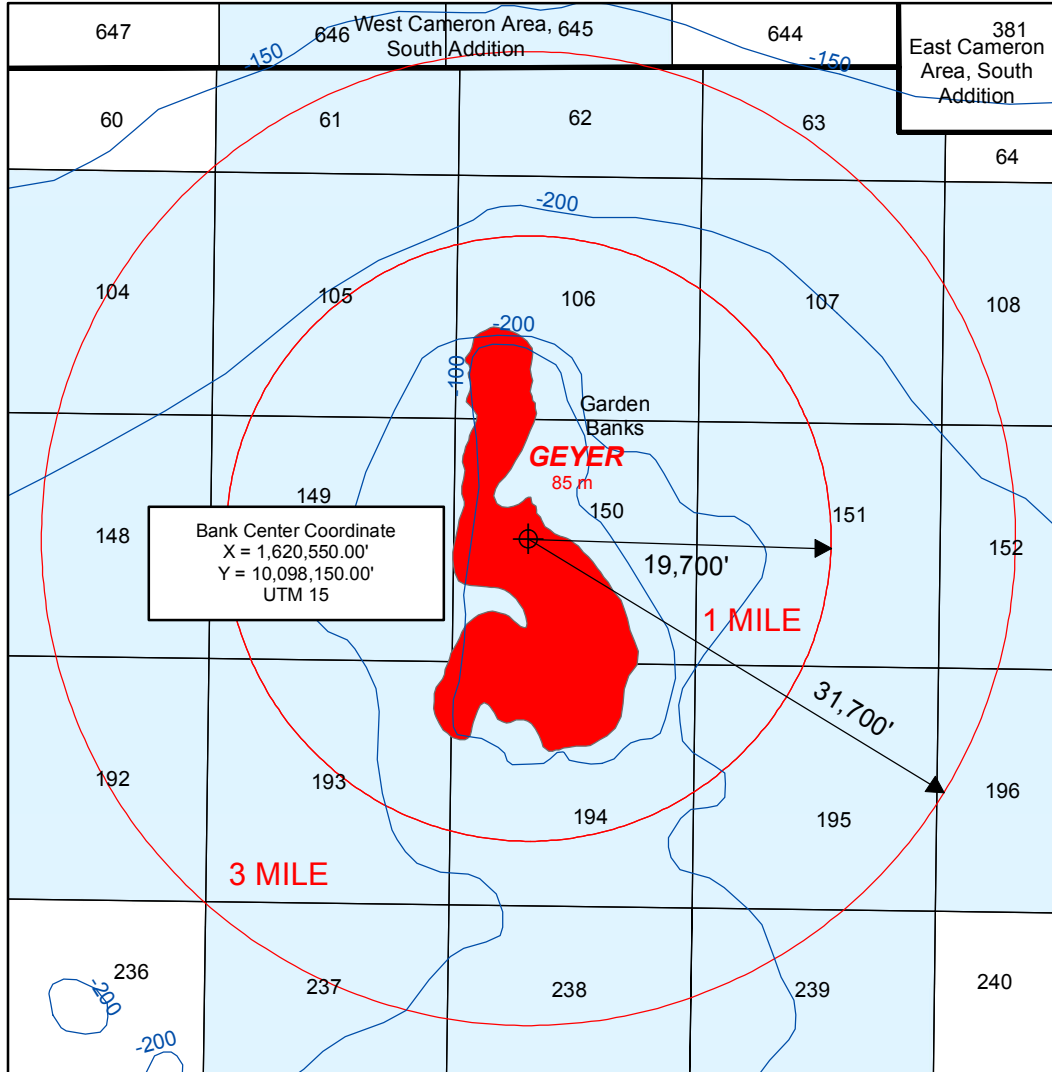 647
646
West Cameron Area,
South Addition
645
644
381
East Cameron
Area, South
Addition
-150
-150
60
61
62
63
64
-200
104
105
106
107
108
-200
-100
Garden
Banks
GEYER
85 m
148
149
150
151
152
Bank Center Coordinate
X = 1,620,550.00'
Y = 10,098,150.00'
UTM 15
19,700'
1 MILE
31,700'
192
193
194
195
196
3 MILE
236
237
238
239
240
-200
-200